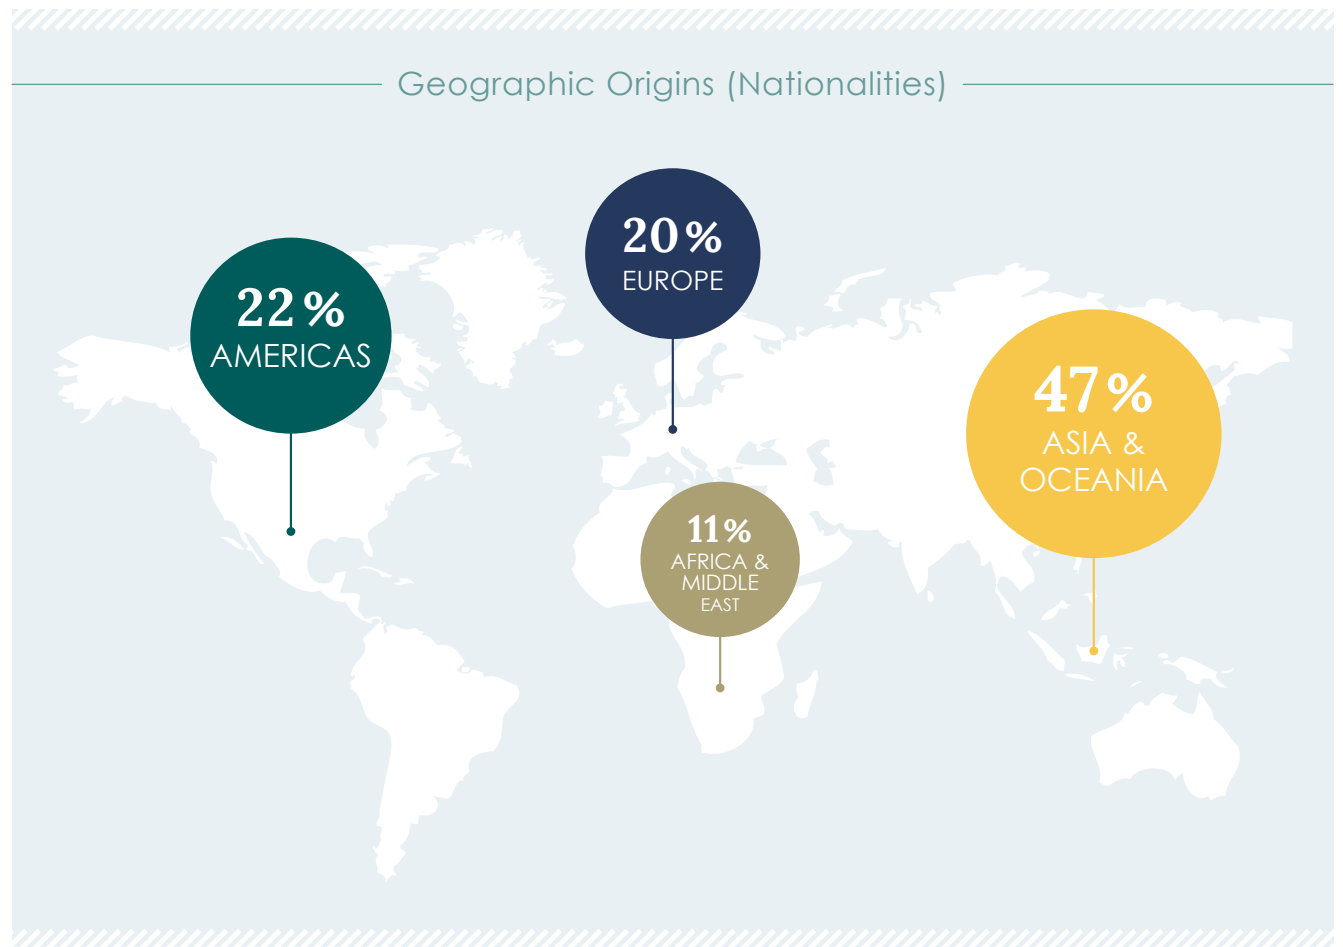 Geographic Origins (Nationalities)
20%
EUROPE
22%
AMERICAS
47%
ASIA &
OCEANIA
11%
AFRICA &
MIDDLE
EAST